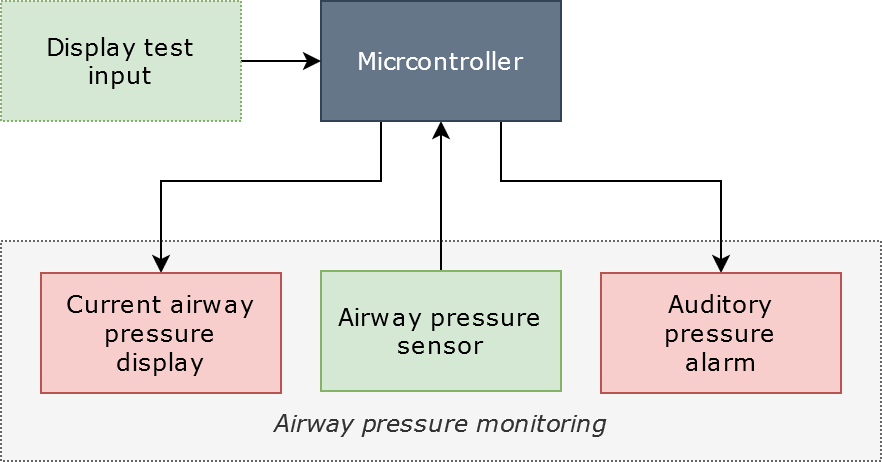 Display test
input
Micrcontroller
Current airway
pressure
display
Airway pressure
sensor
Auditory
pressure
alarm
Airway pressure monitoring